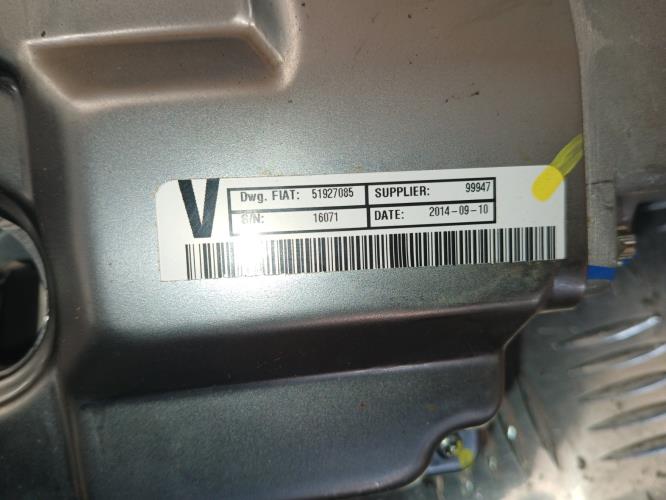 V
Dwg. FIAT: 51927085 SUPPLIER: 99947
S/N: 16071 DATE: 2014-09-10